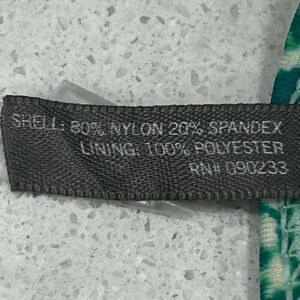 SHELL: 80% NYLON 20% SPANDEX
LINING: 100% POLYESTER
RN# 090233